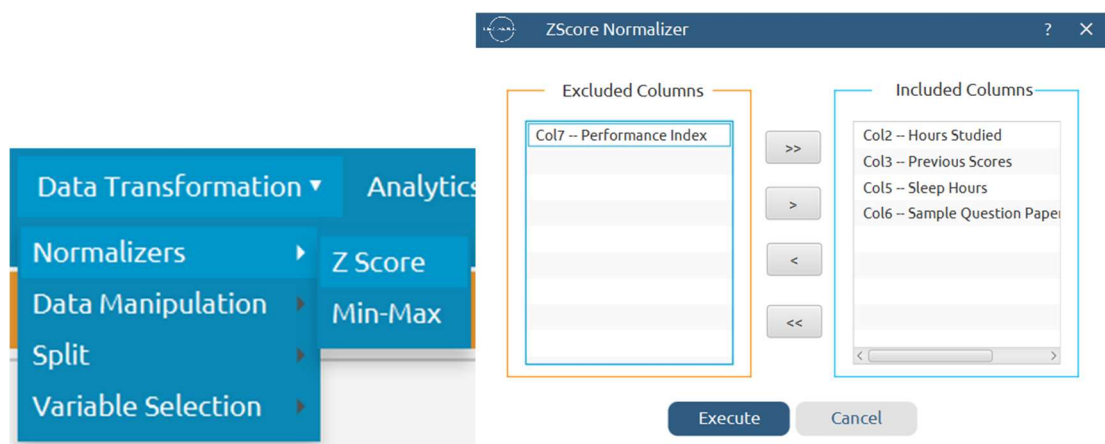 Data Transformation
Analytics
Normalizers
Data Manipulation
Split
Variable Selection
Z Score
Min-Max
ZScore Normalizer
?
Excluded Columns
Col7 -- Performance Index
>>
>
<
<<
Included Columns
Col2 -- Hours Studied
Col3 -- Previous Scores
Col5 -- Sleep Hours
Col6 -- Sample Question Paper
Execute
Cancel